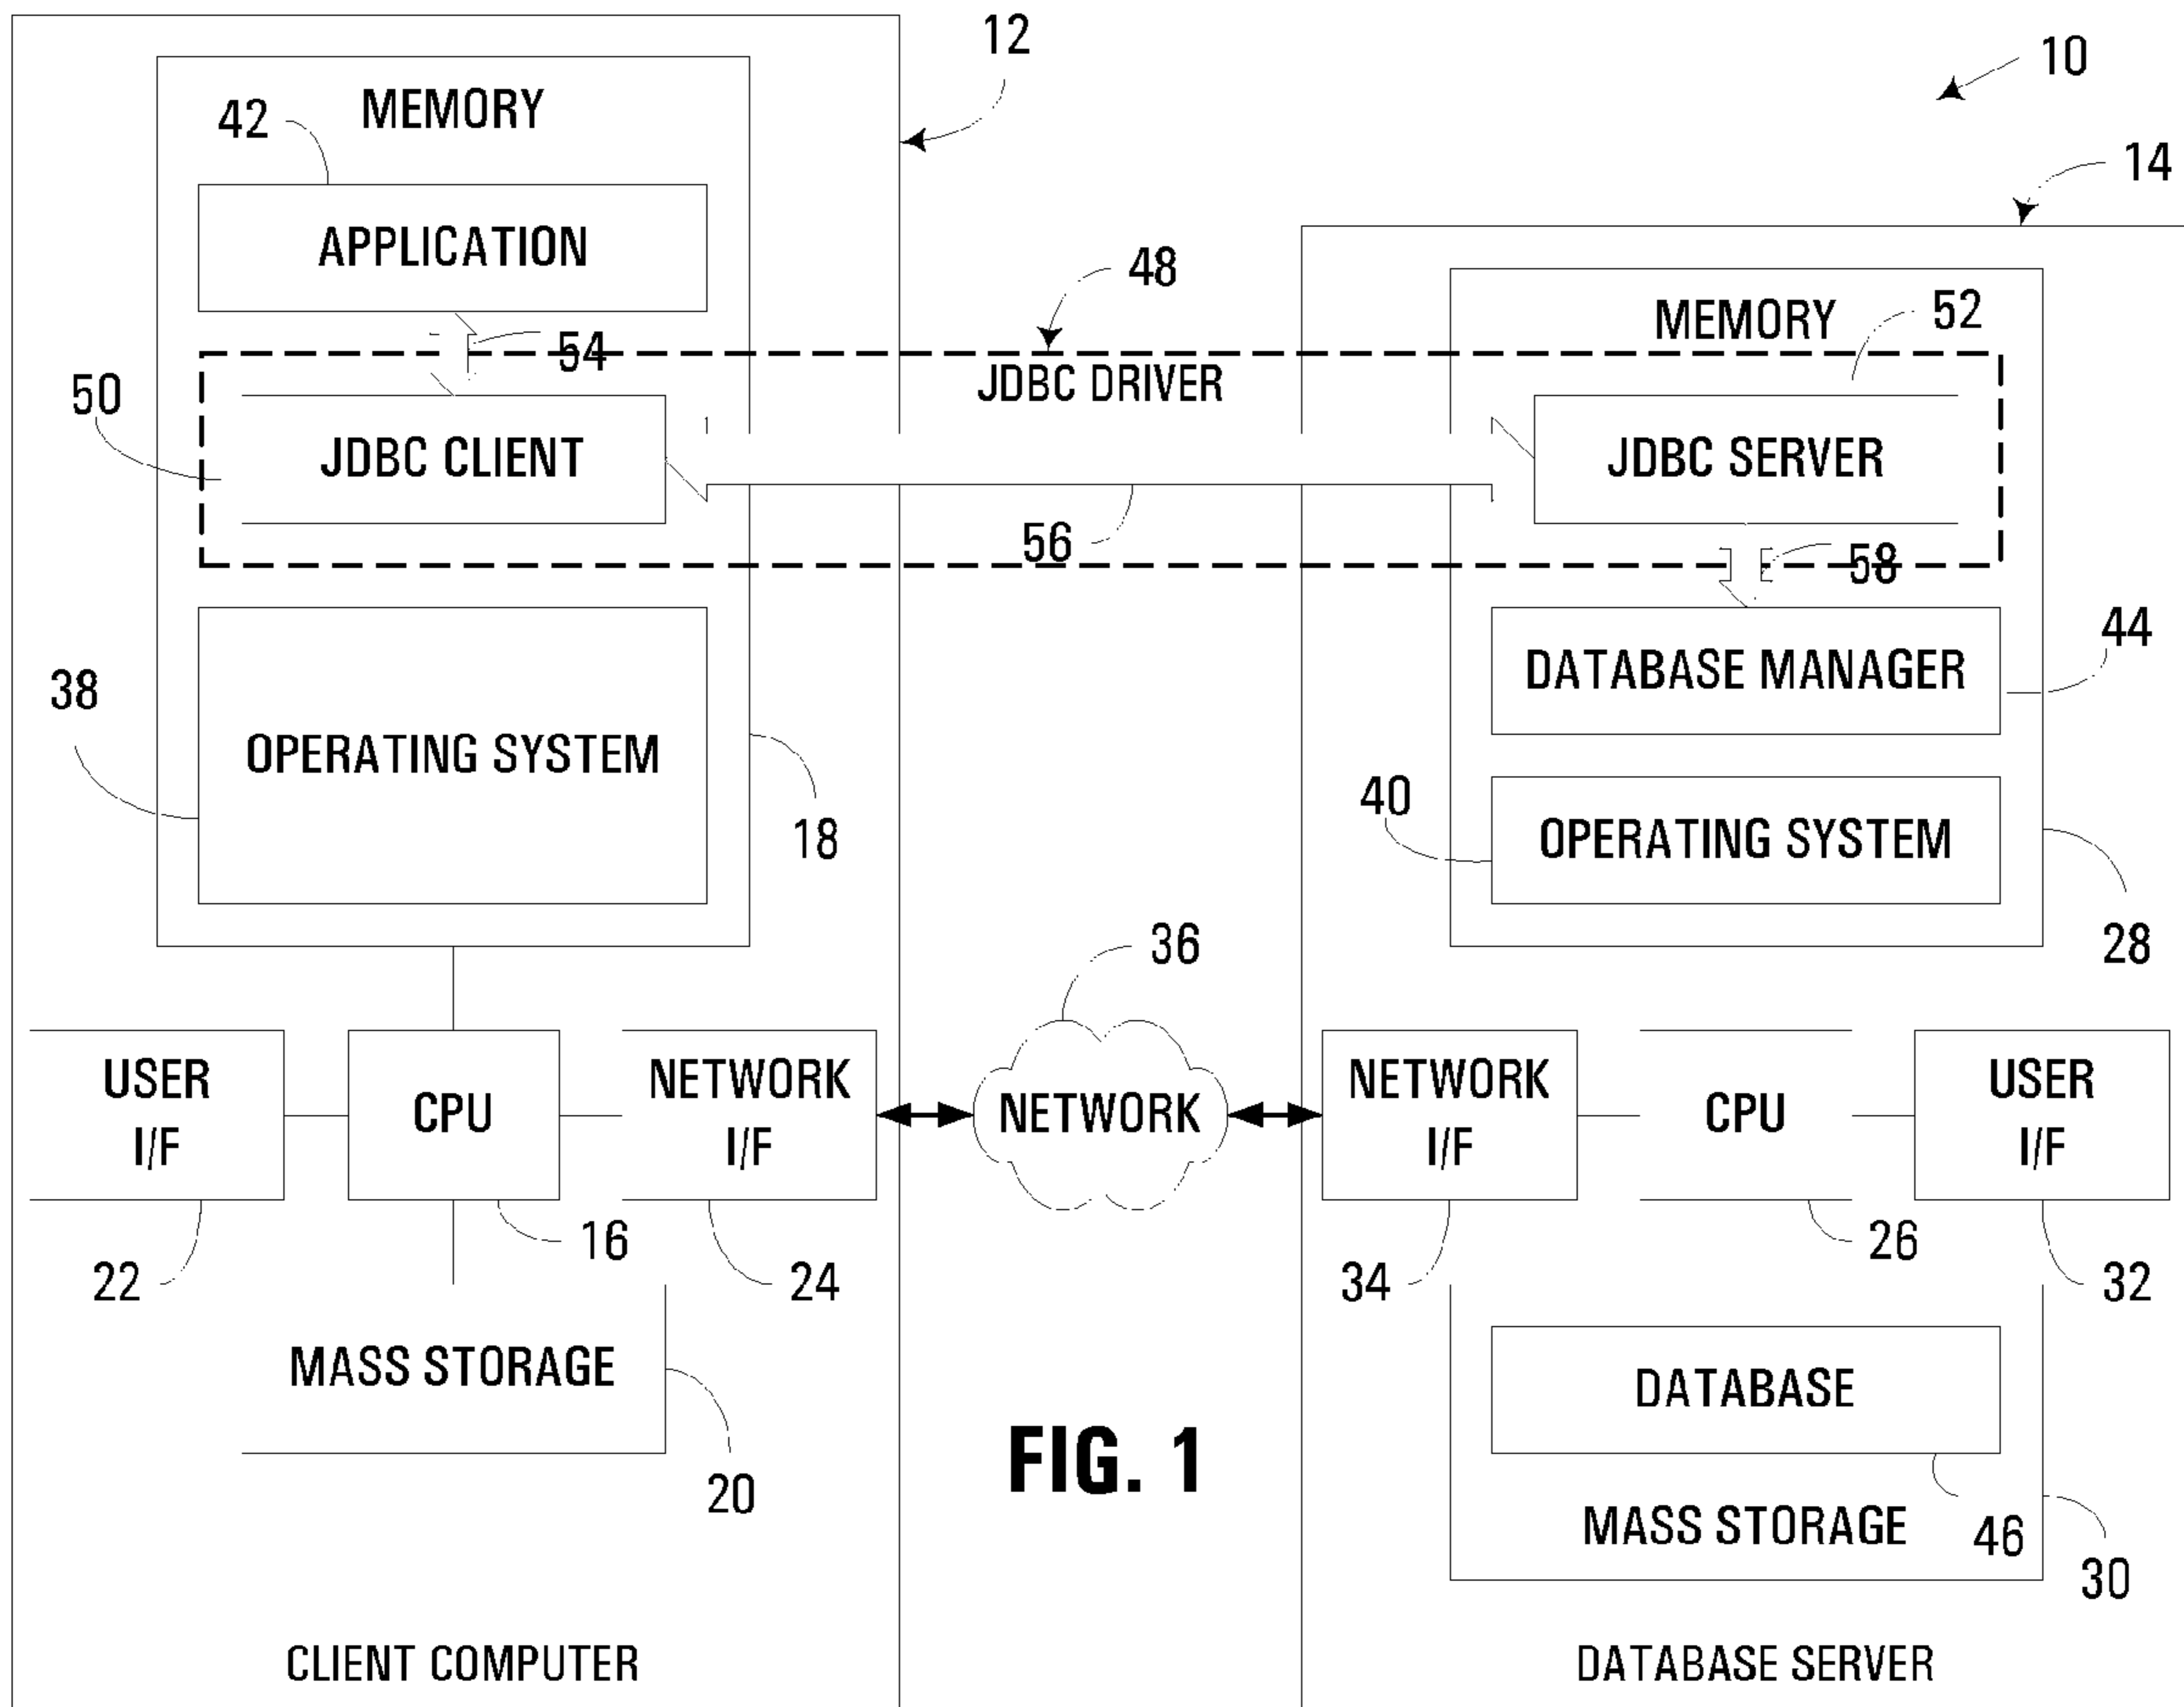 12
10
MEMORY
42
14
APPLICATION
48
52
MEMORY
54
JDBC DRIVER
50
JDBC CLIENT
JDBC SERVER
56
58
44
DATABASE MANAGER
38
OPERATING SYSTEM
40
18
OPERATING SYSTEM
36
28
USER
I/F
CPU
NETWORK
I/F
NETWORK
NETWORK
I/F
CPU
USER
I/F
16
26
22
24
34
32
MASS STORAGE
DATABASE
20
FIG. 1
MASS STORAGE
46
30
CLIENT COMPUTER
DATABASE SERVER